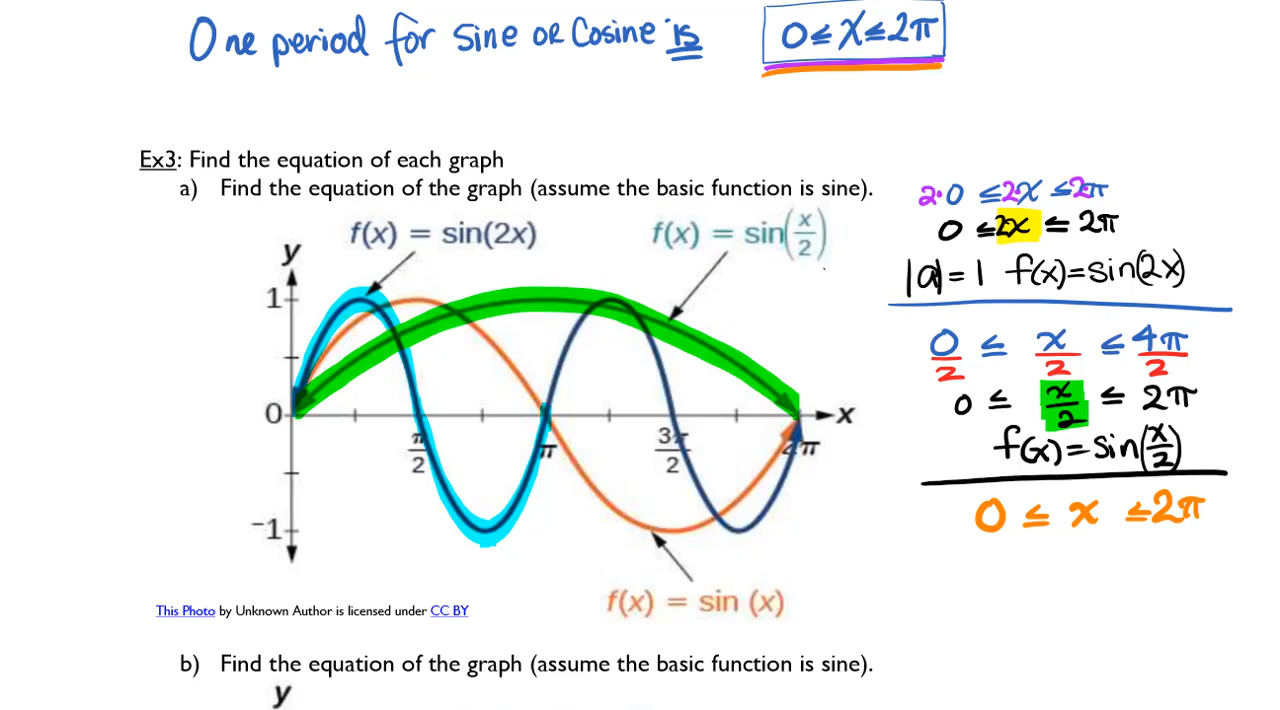 One period for Sine or Cosine is 0 ≤ x ≤ 2π
Ex3: Find the equation of each graph
a) Find the equation of the graph (assume the basic function is sine).
2·0 ≤ 2x ≤ 2π
0 ≤ 2x ≤ 2π
|a| = 1 f(x) = sin(2x)
0/2 ≤ x/2 ≤ 4π/2
0 ≤ x/2 ≤ 2π
f(x) = sin(x/2)
0 ≤ x ≤ 2π
f(x) = sin(2x)
f(x) = sin(x/2)
y
1
0
π/2
π
3π/2
2π
x
−1
f(x) = sin (x)
This Photo by Unknown Author is licensed under CC BY
b) Find the equation of the graph (assume the basic function is sine).
y